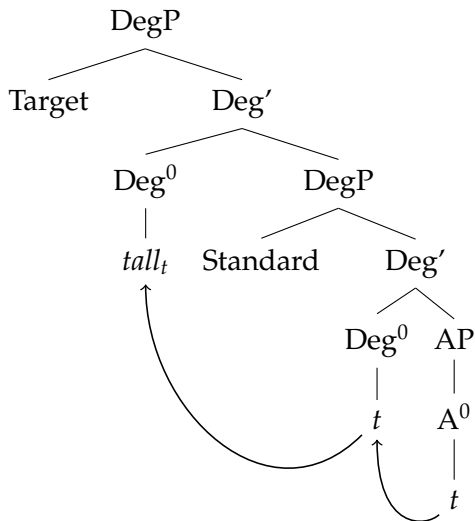 DegP
Target Deg’
Deg⁰ DegP
tallₜ Standard Deg’
Deg⁰ AP
t A⁰
t